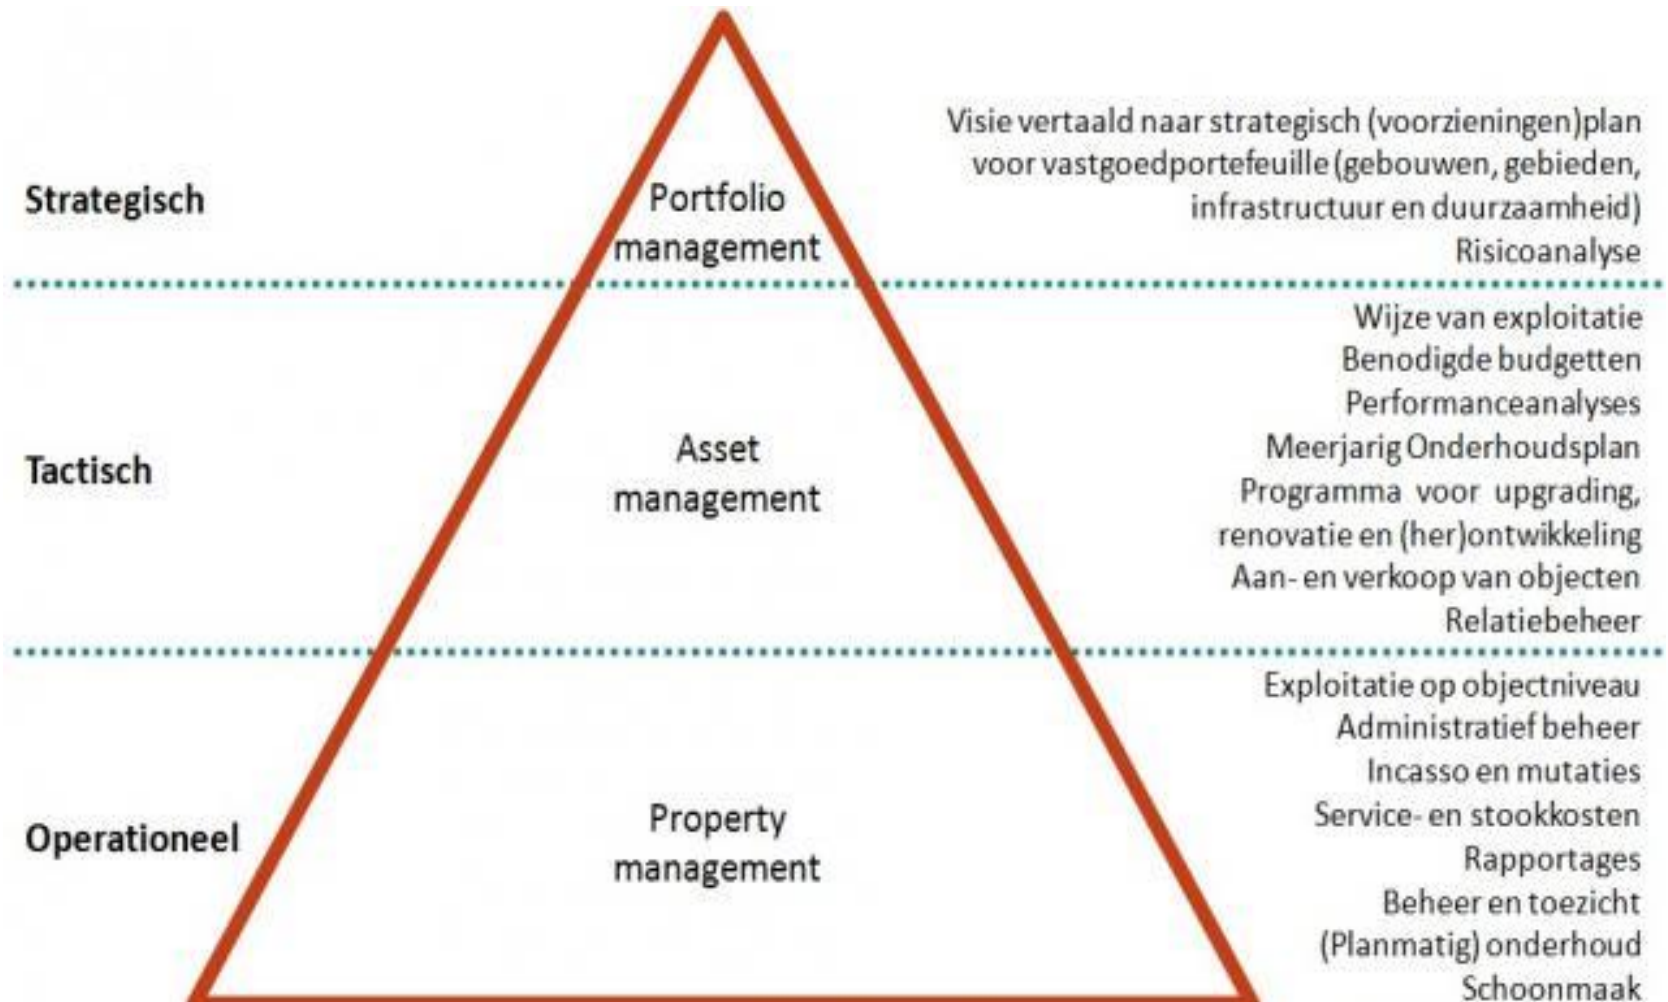 Strategisch
Portfolio
management
Visie vertaald naar strategisch (voorzieningen)plan
voor vastgoedportefeuille (gebouwen, gebieden,
infrastructuur en duurzaamheid)
Risicoanalyse
Tactisch
Asset
management
Wijze van exploitatie
Benodigde budgetten
Performanceanalyses
Meerjarig Onderhoudsplan
Programma voor upgrading,
renovatie en (her)ontwikkeling
Aan- en verkoop van objecten
Relatiebeheer
Operationeel
Property
management
Exploitatie op objectniveau
Administratief beheer
Incasso en mutaties
Service- en stookkosten
Rapportages
Beheer en toezicht
(Planmatig) onderhoud
Schoonmaak